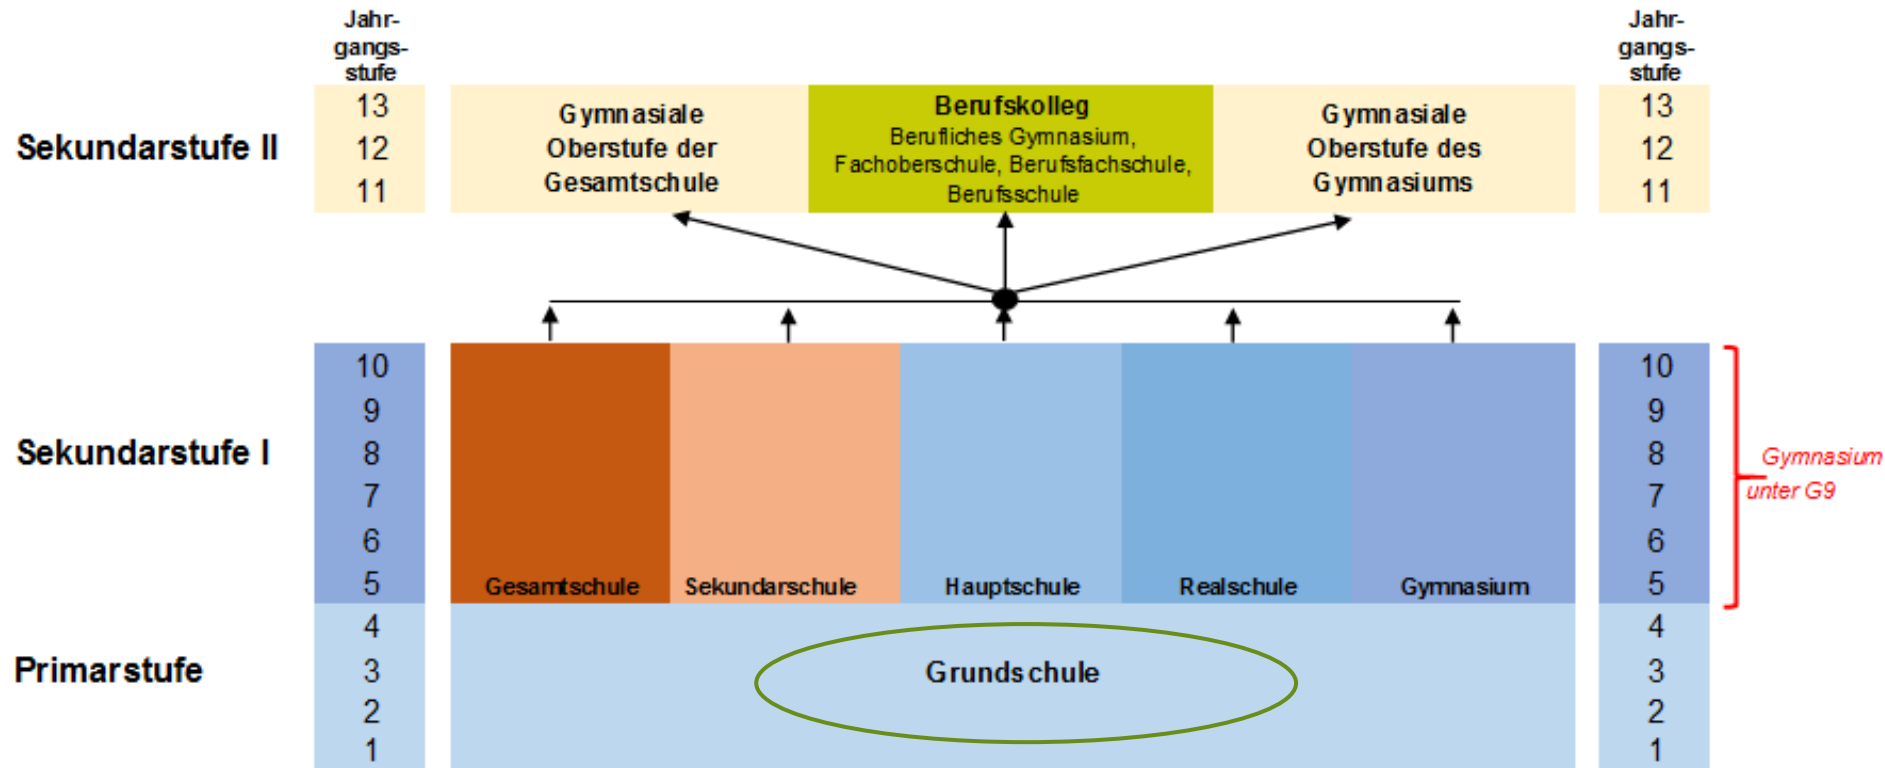 Jahr-
gangs-
stufe
Jahr-
gangs-
stufe
Sekundarstufe II
13
12
11
Gymnasiale
Oberstufe der
Gesamtschule
Berufskolleg
Berufliches Gymnasium,
Fachoberschule, Berufsfachschule,
Berufsschule
Gymnasiale
Oberstufe des
Gymnasiums
13
12
11
Sekundarstufe I
10
9
8
7
6
5
Gesamtschule
Sekundarschule
Hauptschule
Realschule
Gymnasium
10
9
8
7
6
5
Gymnasium
unter G9
Primarstufe
4
3
2
1
Grundschule
4
3
2
1